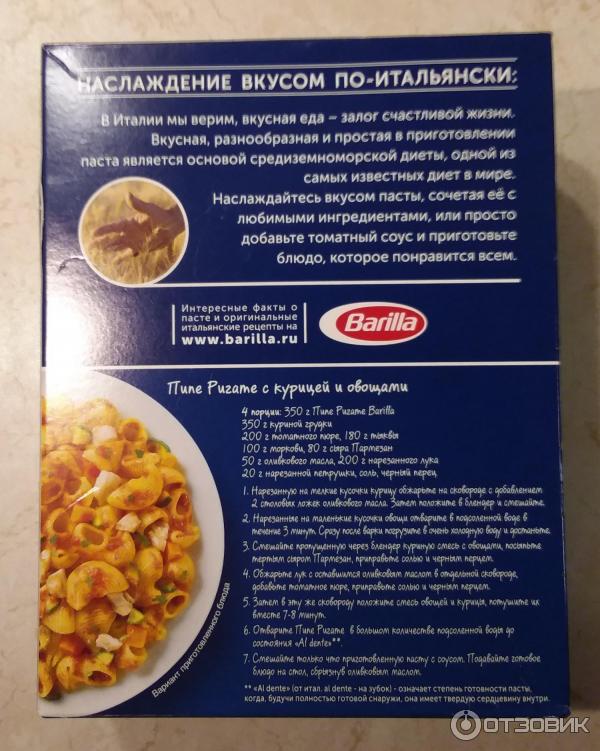 НАСЛАЖДЕНИЕ ВКУСОМ ПО-ИТАЛЬЯНСКИ:
В Италии мы верим, вкусная еда – залог счастливой жизни.
Вкусная, разнообразная и простая в приготовлении
паста является основой средиземноморской диеты, одной из
самых известных диет в мире.
Наслаждайтесь вкусом пасты, сочетая её с
любимыми ингредиентами, или просто
добавьте томатный соус и приготовьте
блюдо, которое понравится всем.
Интересные факты о
пасте и оригинальные
итальянские рецепты на
www.barilla.ru
Barilla
Пипе Ригате с курицей и овощами
4 порции: 350 г Пипе Ригате Barilla
350 г куриной грудки
200 г томатного пюре, 180 г тыквы
100 г моркови, 80 г сыра Пармезан
50 г оливкового масла, 200 г нарезанного лука
20 г нарезанной петрушки, соль, черный перец
1. Нарезанную на мелкие кусочки курицу обжарьте на сковороде с добавлением
2 столовых ложек оливкового масла. Затем положите в блендер и смешайте.
2. Нарезанные на маленькие кусочки овощи отварите в подсоленной воде в
течение 3 минут. Сразу после варки погрузите в очень холодную воду и достаньте.
3. Смешайте пропущенную через блендер куриную смесь с овощами, посыпьте
тертым сыром Пармезан, приправьте солью и черным перцем.
4. Обжарьте лук с оставшимся оливковым маслом в отдельной сковороде,
добавьте томатное пюре, приправьте солью и черным перцем.
5. Затем в эту же сковороду положите смесь овощей и курицы, потушите их
вместе 7-8 минут.
6. Отварите Пипе Ригате в большом количестве подсоленной воды до
состояния «Al dente»**.
7. Смешайте только что приготовленную пасту с соусом. Подавайте готовое
блюдо на стол, сбрызнув оливковым маслом.
** «Al dente» (от итал. al dente - на зубок) - означает степень готовности пасты,
когда, будучи полностью готовой снаружи, она имеет твердую сердцевину внутри.
Вариант приготовленного блюда
ОТЗОВИК